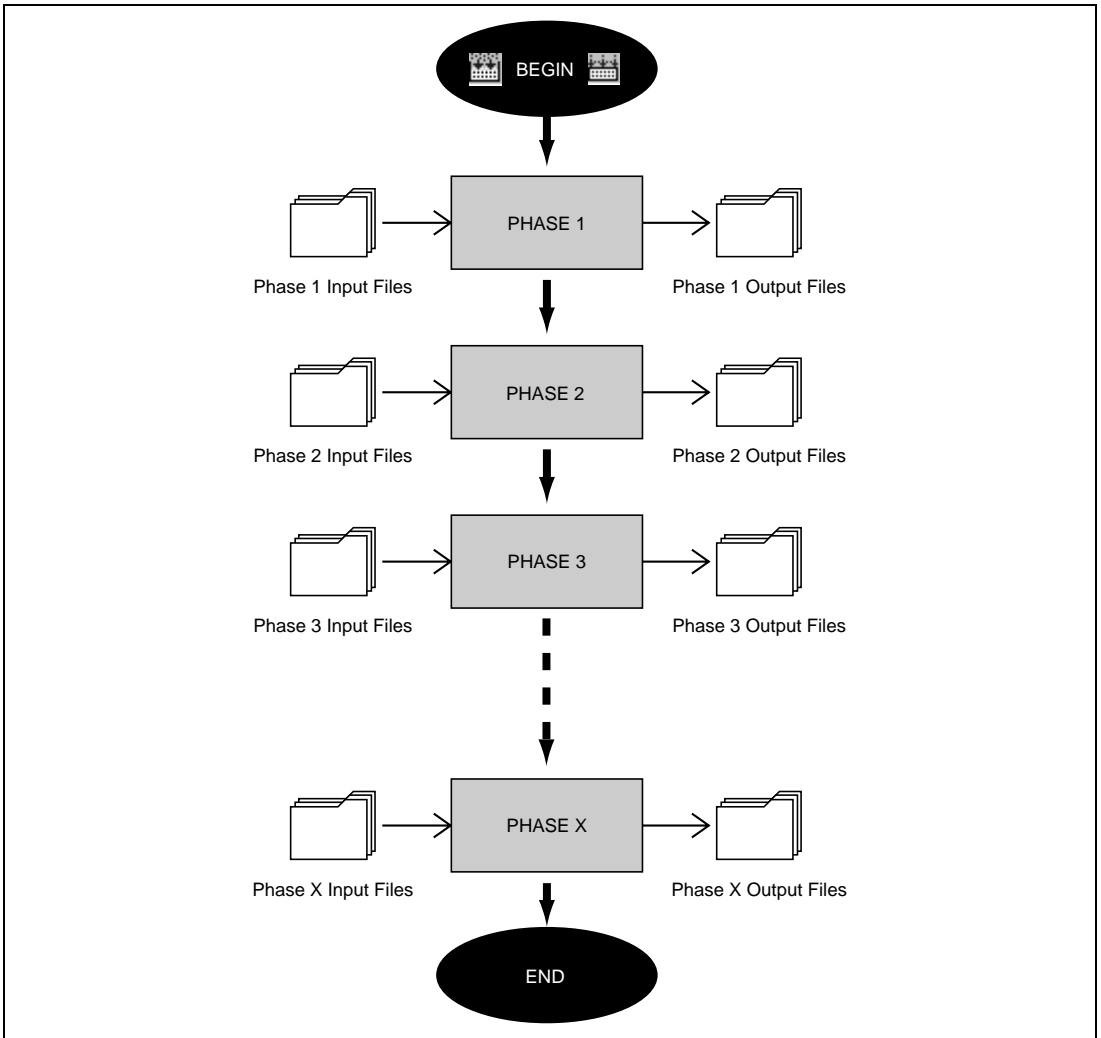 BEGIN
PHASE 1
Phase 1 Input Files
Phase 1 Output Files
PHASE 2
Phase 2 Input Files
Phase 2 Output Files
PHASE 3
Phase 3 Input Files
Phase 3 Output Files
PHASE X
Phase X Input Files
Phase X Output Files
END